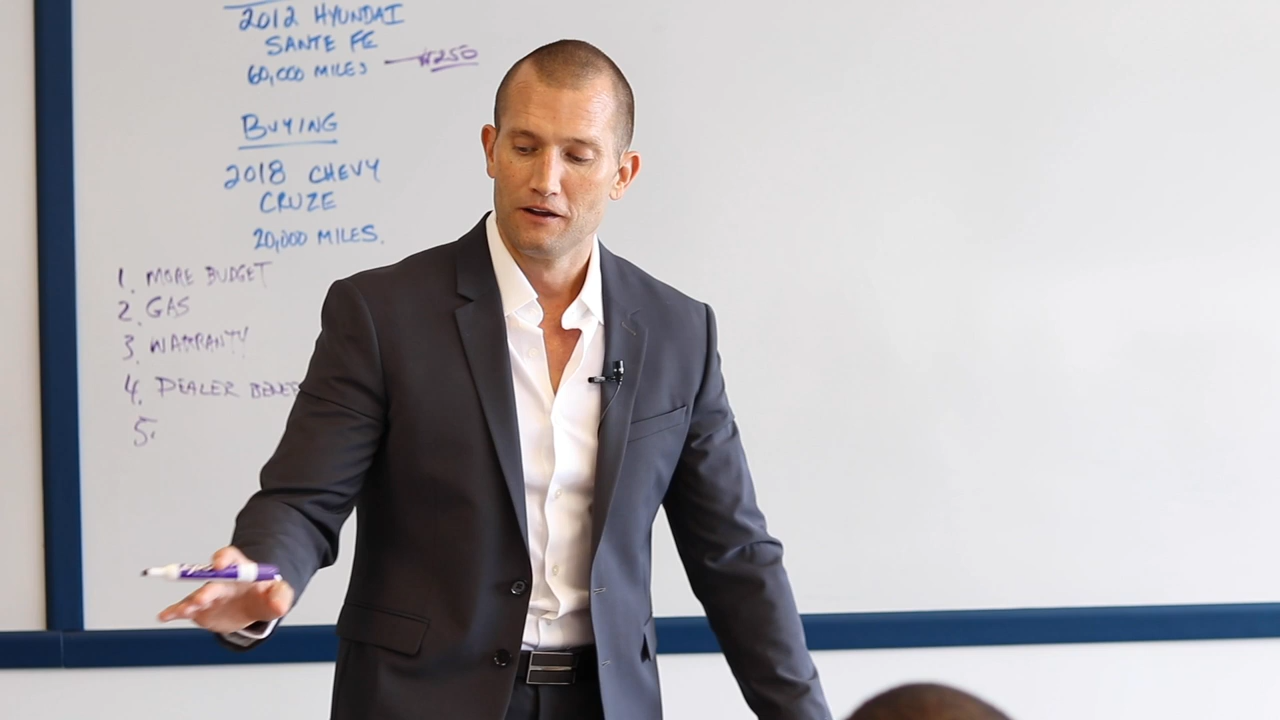 2012 HYUNDAI
SANTE FE
60,000 MILES
#250
BUYING
2018 CHEVY
CRUZE
20,000 MILES.
1. MORE BUDGET
2. GAS
3. WARRANTY
4. DEALER BENEF
5.